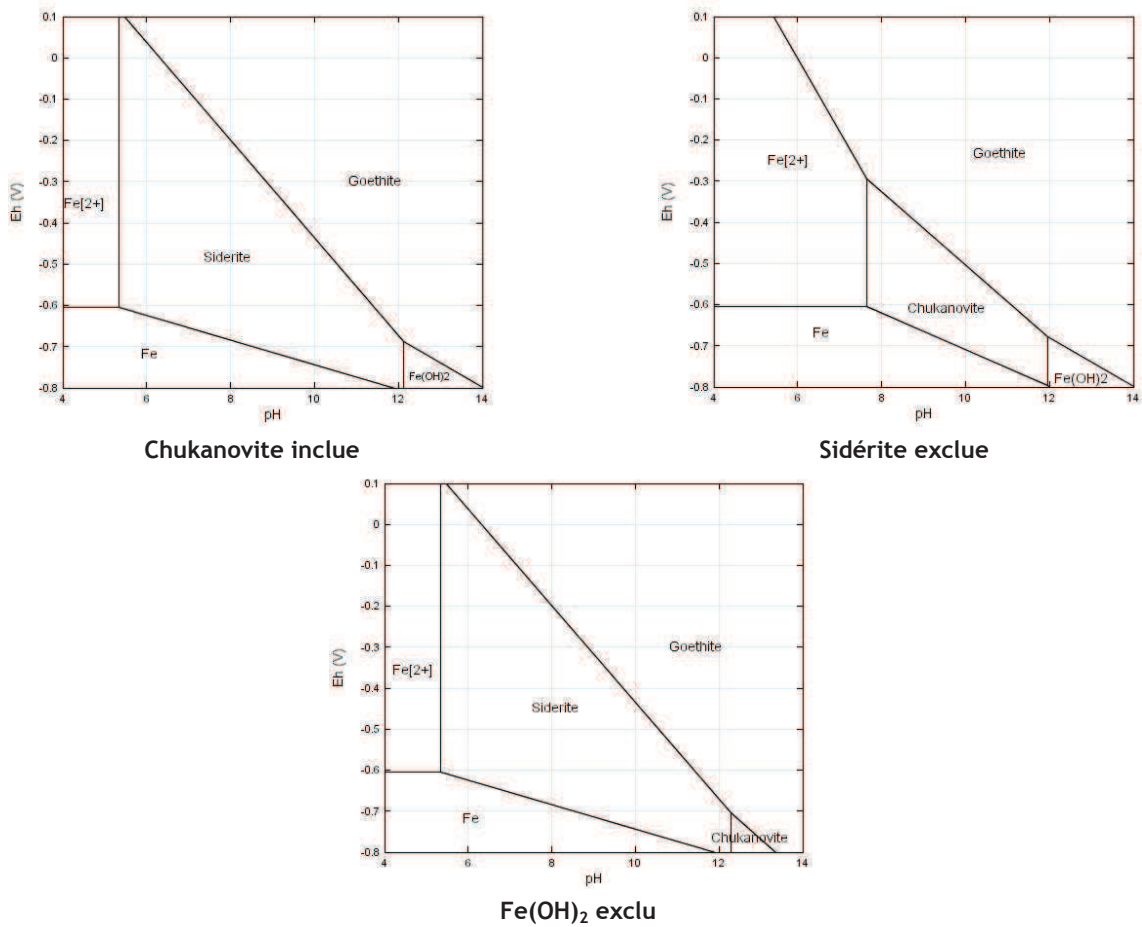 0.1
0
-0.1
-0.2
-0.3
-0.4
-0.5
-0.6
-0.7
-0.8
Eh (V)
Goethite
Fe[2+]
Siderite
Fe
Fe(OH)2
4 6 8 10 12 14
pH
Chukanovite inclue
0.1
0
-0.1
-0.2
-0.3
-0.4
-0.5
-0.6
-0.7
-0.8
Eh (V)
Goethite
Fe[2+]
Chukanovite
Fe
Fe(OH)2
4 6 8 10 12 14
pH
Sidérite exclue
0.1
0
-0.1
-0.2
-0.3
-0.4
-0.5
-0.6
-0.7
-0.8
Eh (V)
Goethite
Fe[2+]
Siderite
Fe
Chukanovite
4 6 8 10 12 14
pH
Fe(OH)₂ exclu